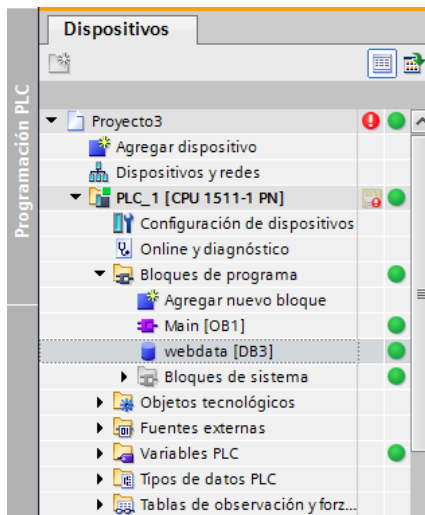 Dispositivos
Programación PLC
Proyecto3
Agregar dispositivo
Dispositivos y redes
PLC_1 [CPU 1511-1 PN]
Configuración de dispositivos
Online y diagnóstico
Bloques de programa
Agregar nuevo bloque
Main [OB1]
webdata [DB3]
Bloques de sistema
Objetos tecnológicos
Fuentes externas
Variables PLC
Tipos de datos PLC
Tablas de observación y forz...